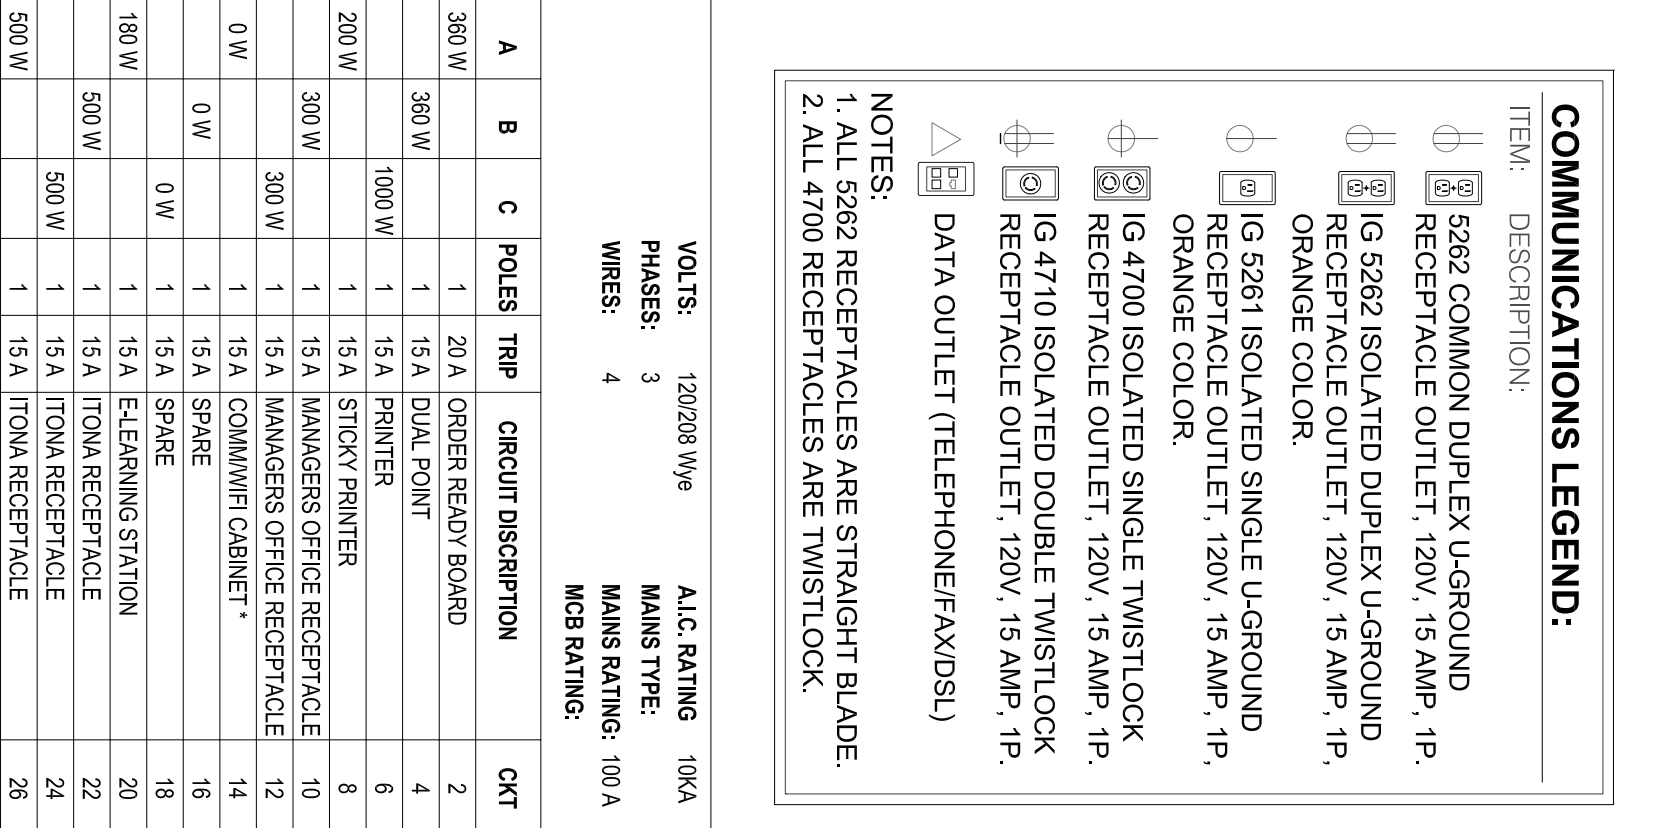 COMMUNICATIONS LEGEND:
ITEM: DESCRIPTION:
5262 COMMON DUPLEX U-GROUND
RECEPTACLE OUTLET, 120V, 15 AMP, 1P.
IG 5262 ISOLATED DUPLEX U-GROUND
RECEPTACLE OUTLET, 120V, 15 AMP, 1P,
ORANGE COLOR.
IG 5261 ISOLATED SINGLE U-GROUND
RECEPTACLE OUTLET, 120V, 15 AMP, 1P,
ORANGE COLOR.
IG 4700 ISOLATED SINGLE TWISTLOCK
RECEPTACLE OUTLET, 120V, 15 AMP, 1P.
IG 4710 ISOLATED DOUBLE TWISTLOCK
RECEPTACLE OUTLET, 120V, 15 AMP, 1P.
DATA OUTLET (TELEPHONE/FAX/DSL)
NOTES:
1. ALL 5262 RECEPTACLES ARE STRAIGHT BLADE.
2. ALL 4700 RECEPTACLES ARE TWISTLOCK.
VOLTS: 120/208 Wye A.I.C. RATING 10KA
PHASES: 3 MAINS TYPE:
WIRES: 4 MAINS RATING: 100 A
MCB RATING:
A B C POLES TRIP CIRCUIT DISCRIPTION CKT
360 W 1 20 A ORDER READY BOARD 2
360 W 1 15 A DUAL POINT 4
1000 W 1 15 A PRINTER 6
200 W 1 15 A STICKY PRINTER 8
300 W 1 15 A MANAGERS OFFICE RECEPTACLE 10
300 W 1 15 A MANAGERS OFFICE RECEPTACLE 12
0 W 1 15 A COMM/WIFI CABINET * 14
0 W 1 15 A SPARE 16
0 W 1 15 A SPARE 18
180 W 1 15 A E-LEARNING STATION 20
500 W 1 15 A ITONA RECEPTACLE 22
500 W 1 15 A ITONA RECEPTACLE 24
500 W 1 15 A ITONA RECEPTACLE 26